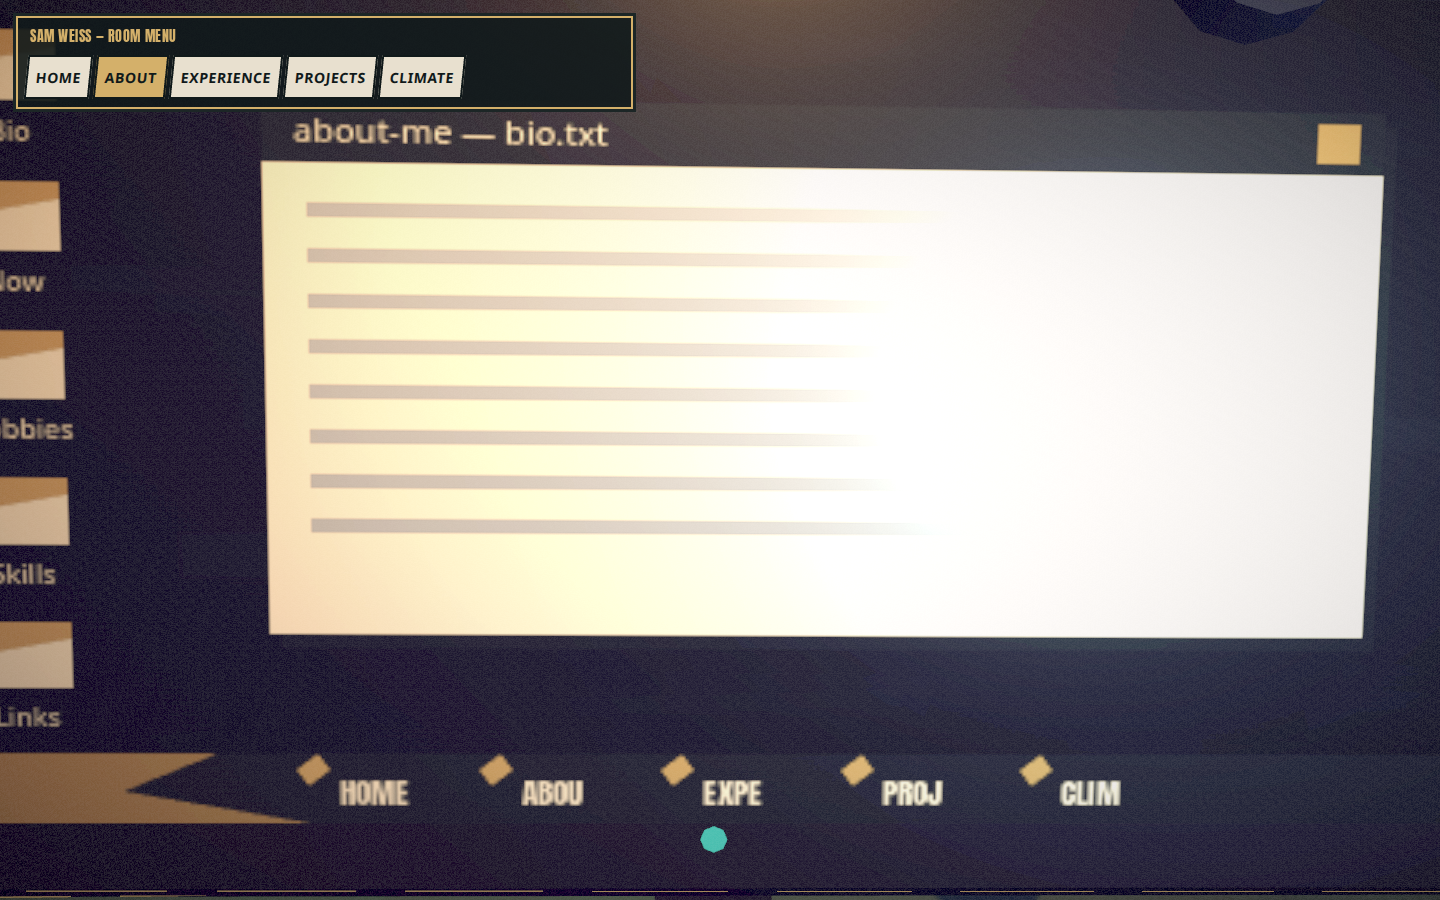 SAM WEISS – ROOM MENU
HOME ABOUT EXPERIENCE PROJECTS CLIMATE
about-me — bio.txt
Bio
Skills
Links
HOME ABOU EXPE PROJ CLIM